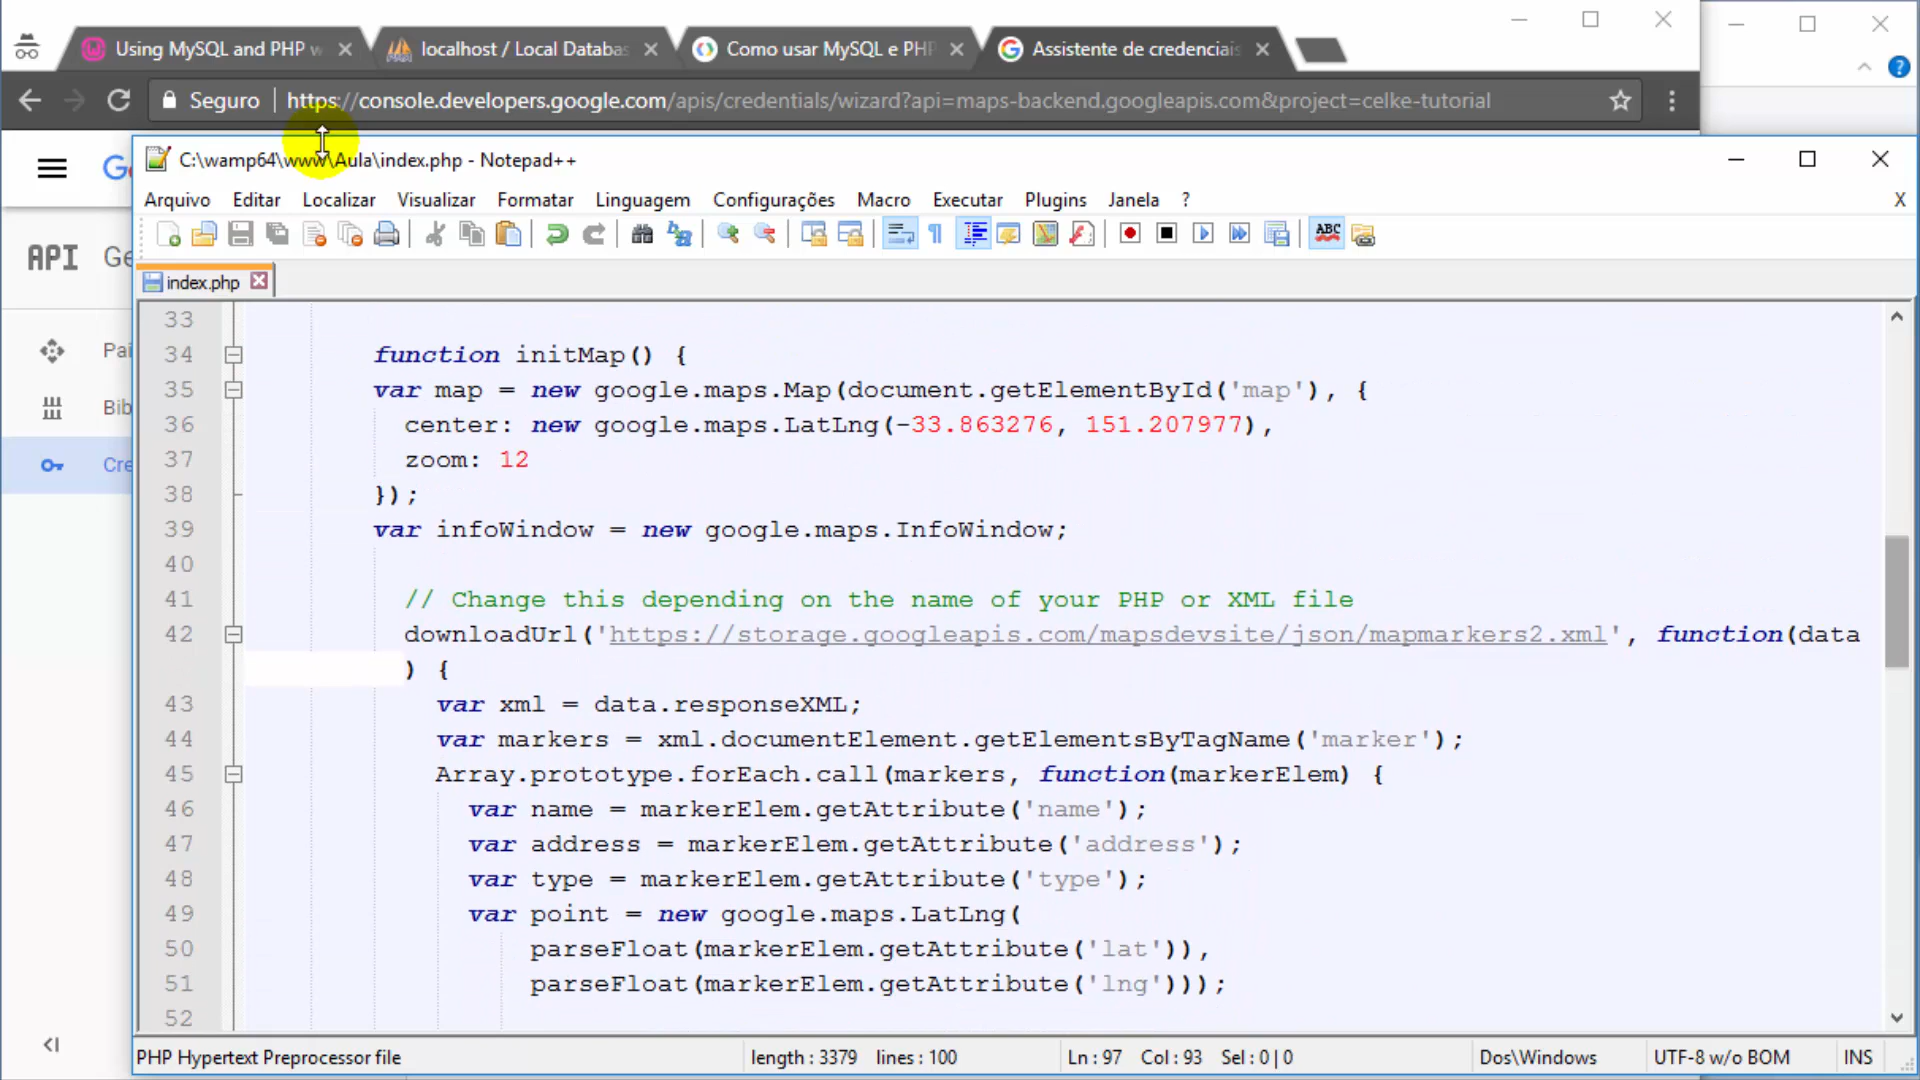 Using MySQL and PHP w
localhost / Local Databas
Como usar MySQL e PHP
Assistente de credenciais
Seguro
https://console.developers.google.com/apis/credentials/wizard?api=maps-backend.googleapis.com&project=celke-tutorial
C:\wamp64\www\Aula\index.php - Notepad++
Arquivo Editar Localizar Visualizar Formatar Linguagem Configurações Macro Executar Plugins Janela ? X
API Ge
Pai
Bib
Cre
index.php
33
34 function initMap() {
35 var map = new google.maps.Map(document.getElementById('map'), {
36 center: new google.maps.LatLng(-33.863276, 151.207977),
37 zoom: 12
38 });
39 var infoWindow = new google.maps.InfoWindow;
40
41 // Change this depending on the name of your PHP or XML file
42 downloadUrl('https://storage.googleapis.com/mapsdevsite/json/mapmarkers2.xml', function(data
) {
43 var xml = data.responseXML;
44 var markers = xml.documentElement.getElementsByTagName('marker');
45 Array.prototype.forEach.call(markers, function(markerElem) {
46 var name = markerElem.getAttribute('name');
47 var address = markerElem.getAttribute('address');
48 var type = markerElem.getAttribute('type');
49 var point = new google.maps.LatLng(
50 parseFloat(markerElem.getAttribute('lat')),
51 parseFloat(markerElem.getAttribute('lng')));
52
PHP Hypertext Preprocessor file length : 3379 lines : 100 Ln : 97 Col : 93 Sel : 0 | 0 Dos\Windows UTF-8 w/o BOM INS